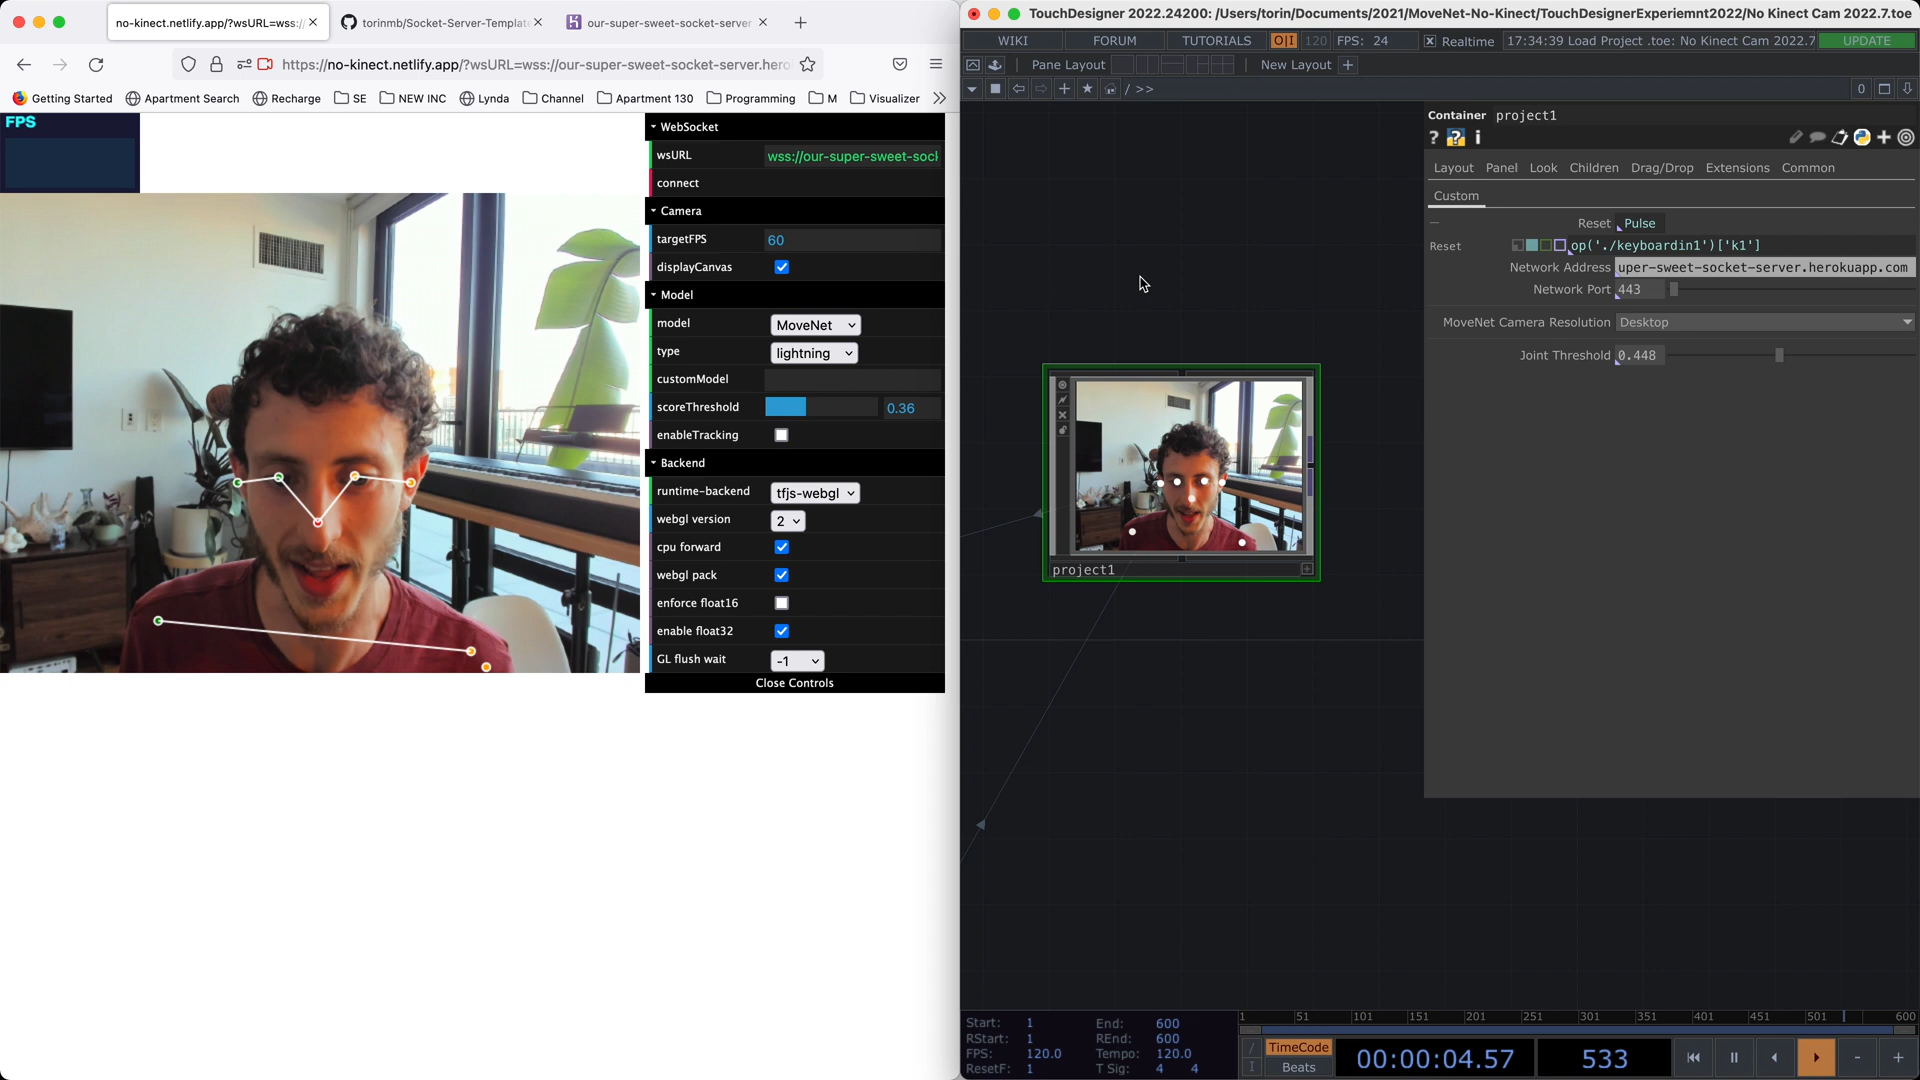 no-kinect.netlify.app/?wsURL=wss:/
torinmb/Socket-Server-Template
our-super-sweet-socket-server
https://no-kinect.netlify.app/?wsURL=wss://our-super-sweet-socket-server.hero
Getting Started
Apartment Search
Recharge
SE
NEW INC
Lynda
Channel
Apartment 130
Programming
M
Visualizer
FPS
WebSocket
wsURL
wss://our-super-sweet-sock
connect
Camera
targetFPS
60
displayCanvas
Model
model
MoveNet
type
lightning
customModel
scoreThreshold
0.36
enableTracking
Backend
runtime-backend
tfjs-webgl
webgl version
2
cpu forward
webgl pack
enforce float16
enable float32
GL flush wait
-1
Close Controls
TouchDesigner 2022.24200: /Users/torin/Documents/2021/MoveNet-No-Kinect/TouchDesignerExperiemnt2022/No Kinect Cam 2022.7.toe
WIKI
FORUM
TUTORIALS
O|I
120
FPS: 24
Realtime
17:34:39 Load Project .toe: No Kinect Cam 2022.7
UPDATE
Pane Layout
New Layout
/ >>
0
Container project1
Layout Panel Look Children Drag/Drop Extensions Common
Custom
Reset Pulse
Reset op('./keyboardin1')['k1']
Network Address uper-sweet-socket-server.herokuapp.com
Network Port 443
MoveNet Camera Resolution Desktop
Joint Threshold 0.448
project1
Start: 1 End: 600
RStart: 1 REnd: 600
FPS: 120.0 Tempo: 120.0
ResetF: 1 T Sig: 4 4
1 51 101 151 201 251 301 351 401 451 501 600
TimeCode
Beats
00:00:04.57
533